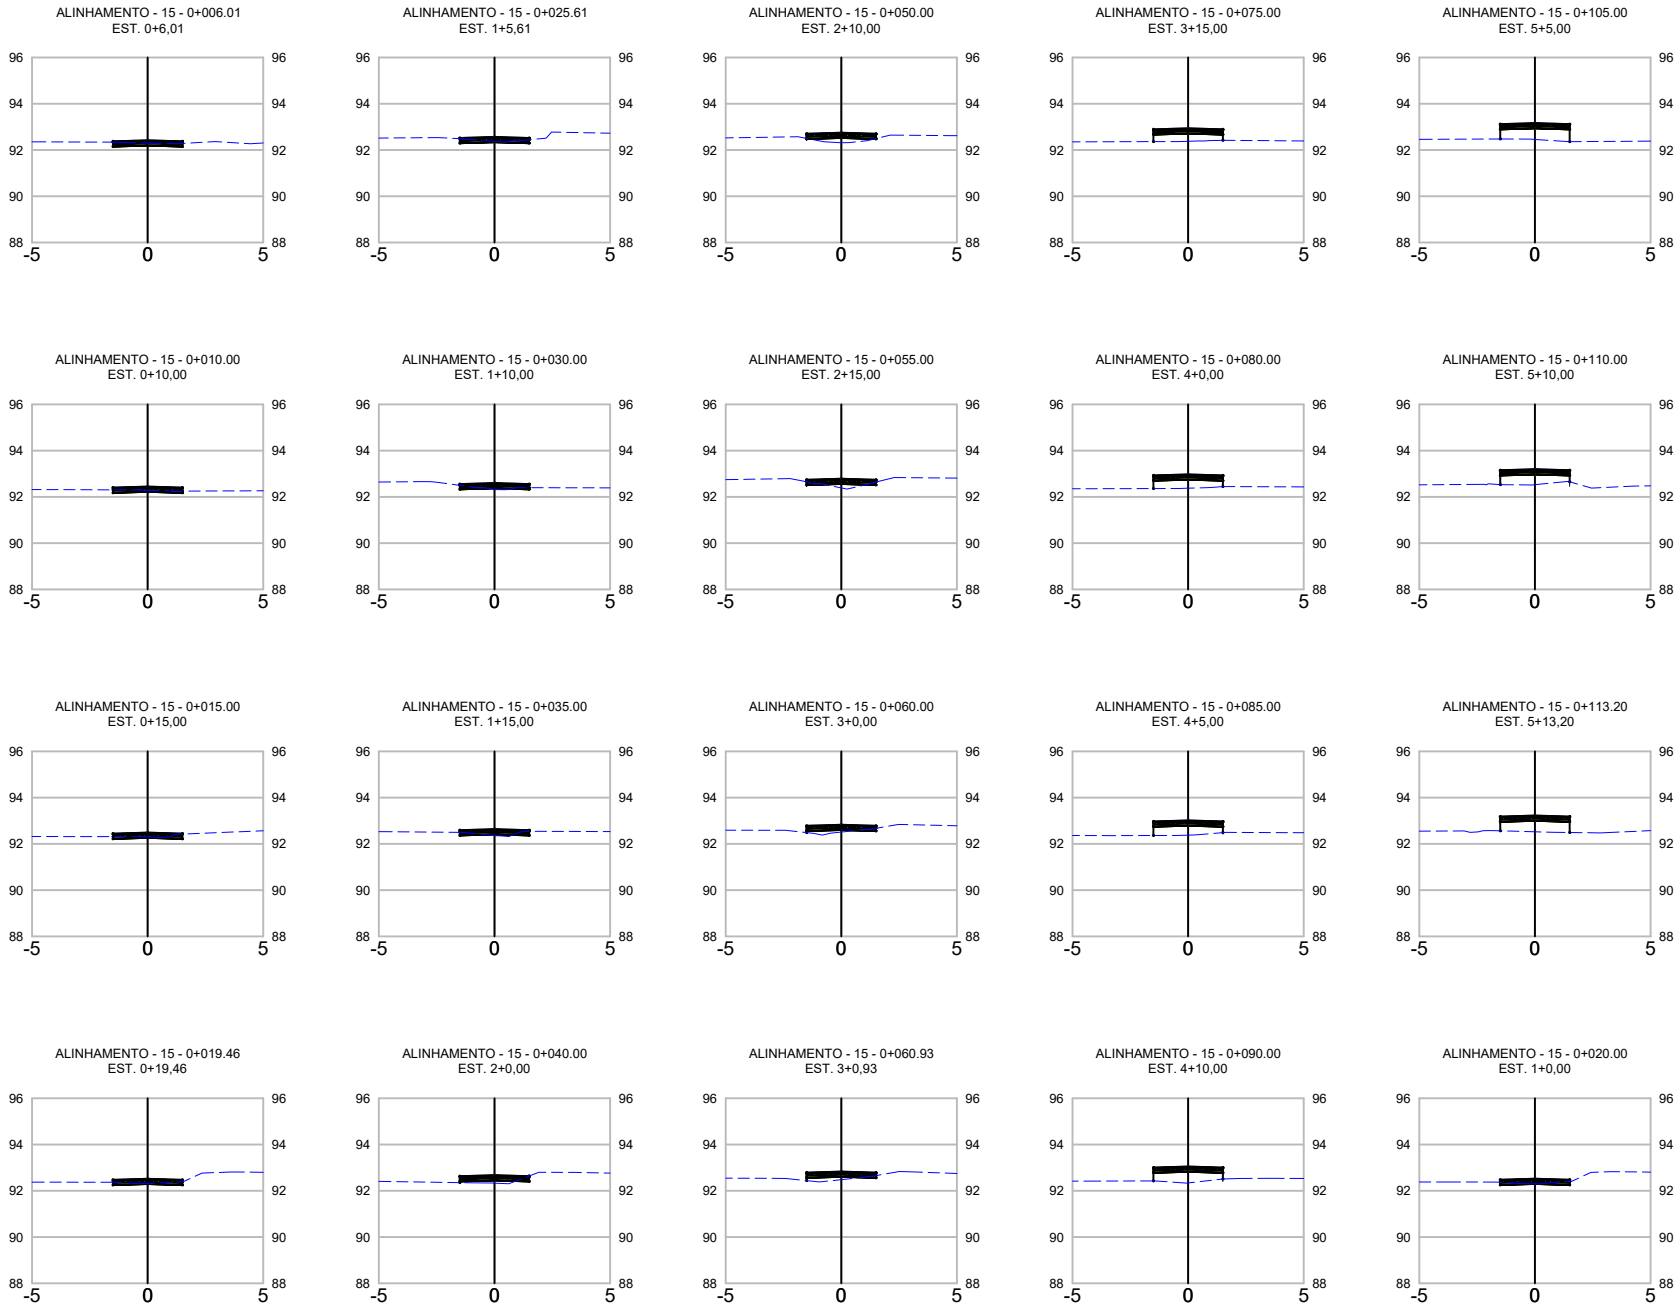 ALINHAMENTO - 15 - 0+006.01
EST. 0+6,01
96 96
94 94
92 92
90 90
88 88
-5 0 5
ALINHAMENTO - 15 - 0+025.61
EST. 1+5,61
96 96
94 94
92 92
90 90
88 88
-5 0 5
ALINHAMENTO - 15 - 0+050.00
EST. 2+10,00
96 96
94 94
92 92
90 90
88 88
-5 0 5
ALINHAMENTO - 15 - 0+075.00
EST. 3+15,00
96 96
94 94
92 92
90 90
88 88
-5 0 5
ALINHAMENTO - 15 - 0+105.00
EST. 5+5,00
96 96
94 94
92 92
90 90
88 88
-5 0 5
ALINHAMENTO - 15 - 0+010.00
EST. 0+10,00
96 96
94 94
92 92
90 90
88 88
-5 0 5
ALINHAMENTO - 15 - 0+030.00
EST. 1+10,00
96 96
94 94
92 92
90 90
88 88
-5 0 5
ALINHAMENTO - 15 - 0+055.00
EST. 2+15,00
96 96
94 94
92 92
90 90
88 88
-5 0 5
ALINHAMENTO - 15 - 0+080.00
EST. 4+0,00
96 96
94 94
92 92
90 90
88 88
-5 0 5
ALINHAMENTO - 15 - 0+110.00
EST. 5+10,00
96 96
94 94
92 92
90 90
88 88
-5 0 5
ALINHAMENTO - 15 - 0+015.00
EST. 0+15,00
96 96
94 94
92 92
90 90
88 88
-5 0 5
ALINHAMENTO - 15 - 0+035.00
EST. 1+15,00
96 96
94 94
92 92
90 90
88 88
-5 0 5
ALINHAMENTO - 15 - 0+060.00
EST. 3+0,00
96 96
94 94
92 92
90 90
88 88
-5 0 5
ALINHAMENTO - 15 - 0+085.00
EST. 4+5,00
96 96
94 94
92 92
90 90
88 88
-5 0 5
ALINHAMENTO - 15 - 0+113.20
EST. 5+13,20
96 96
94 94
92 92
90 90
88 88
-5 0 5
ALINHAMENTO - 15 - 0+019.46
EST. 0+19,46
96 96
94 94
92 92
90 90
88 88
-5 0 5
ALINHAMENTO - 15 - 0+040.00
EST. 2+0,00
96 96
94 94
92 92
90 90
88 88
-5 0 5
ALINHAMENTO - 15 - 0+060.93
EST. 3+0,93
96 96
94 94
92 92
90 90
88 88
-5 0 5
ALINHAMENTO - 15 - 0+090.00
EST. 4+10,00
96 96
94 94
92 92
90 90
88 88
-5 0 5
ALINHAMENTO - 15 - 0+020.00
EST. 1+0,00
96 96
94 94
92 92
90 90
88 88
-5 0 5